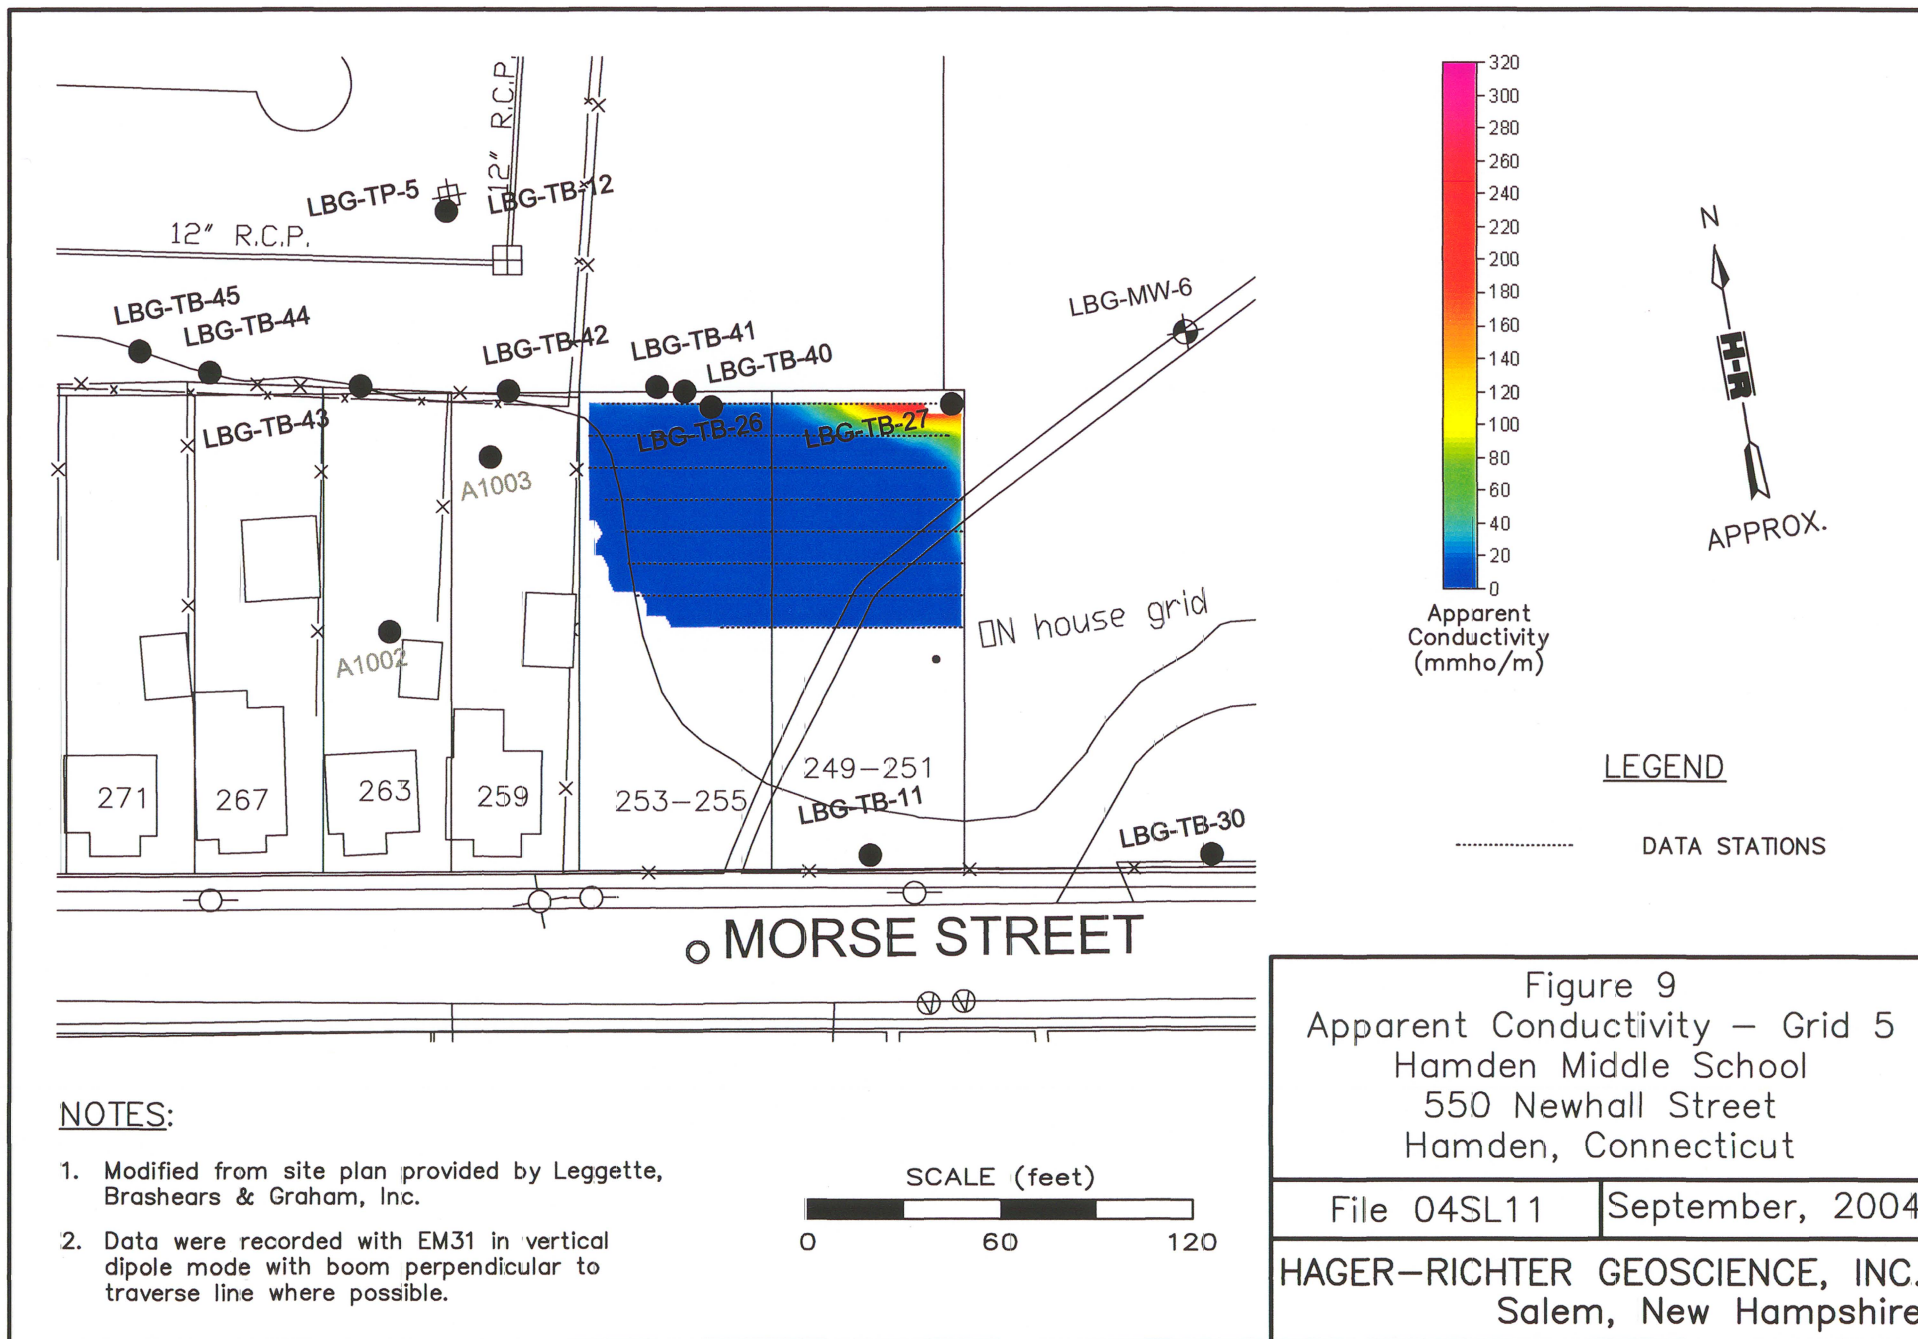 12" R.C.P.
LBG-TP-5
LBG-TB-12
12" R.C.P.
LBG-TB-45
LBG-TB-44
LBG-TB-42
LBG-TB-41
LBG-TB-40
LBG-MW-6
LBG-TB-43
LBG-TB-26
LBG-TB-27
A1003
A1002
N house grid
271
267
263
259
253-255
249-251
LBG-TB-11
LBG-TB-30
MORSE STREET
320
300
280
260
240
220
200
180
160
140
120
100
80
60
40
20
0
Apparent
Conductivity
(mmho/m)
N
H-R
APPROX.
LEGEND
DATA STATIONS
NOTES:
1. Modified from site plan provided by Leggette,
Brashears & Graham, Inc.
2. Data were recorded with EM31 in vertical
dipole mode with boom perpendicular to
traverse line where possible.
SCALE (feet)
0 60 120
Figure 9
Apparent Conductivity – Grid 5
Hamden Middle School
550 Newhall Street
Hamden, Connecticut
File 04SL11
September, 2004
HAGER-RICHTER GEOSCIENCE, INC.
Salem, New Hampshire